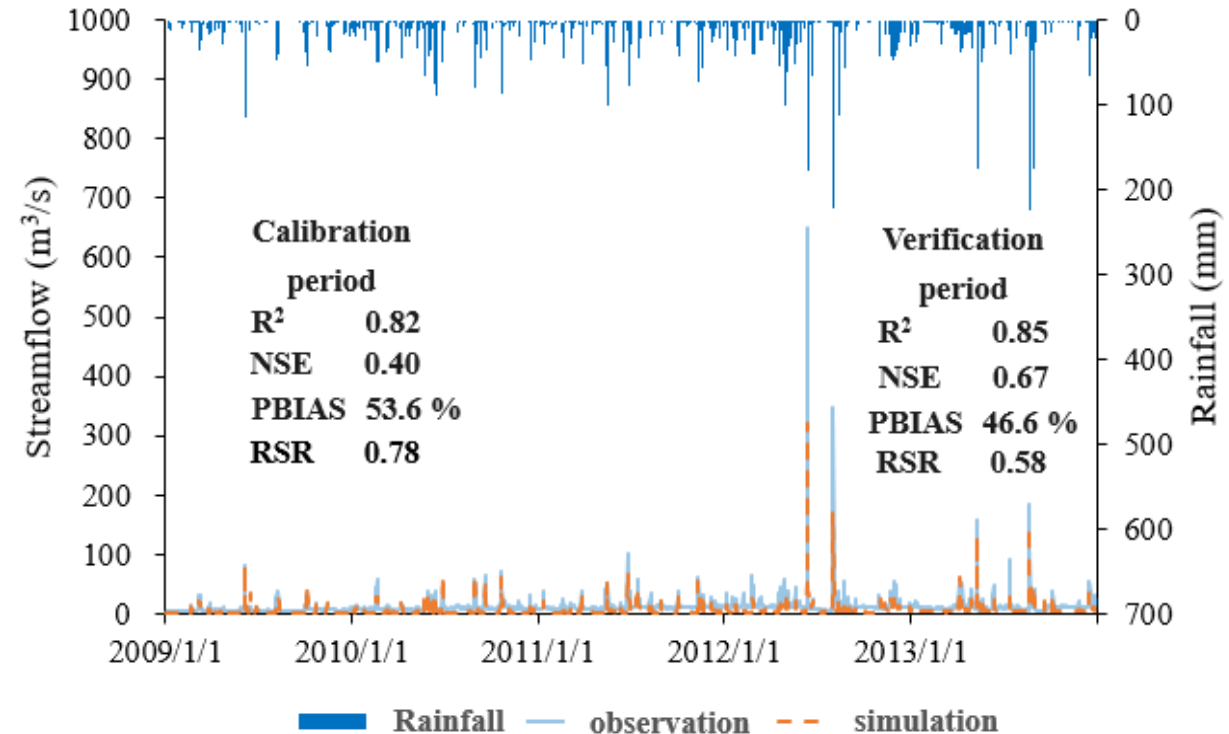 1000
900
800
700
600
500
400
300
200
100
0
Streamflow (m³/s)
0
100
200
300
400
500
600
700
Rainfall (mm)
Calibration
period
R² 0.82
NSE 0.40
PBIAS 53.6 %
RSR 0.78
Verification
period
R² 0.85
NSE 0.67
PBIAS 46.6 %
RSR 0.58
2009/1/1 2010/1/1 2011/1/1 2012/1/1 2013/1/1
Rainfall observation simulation